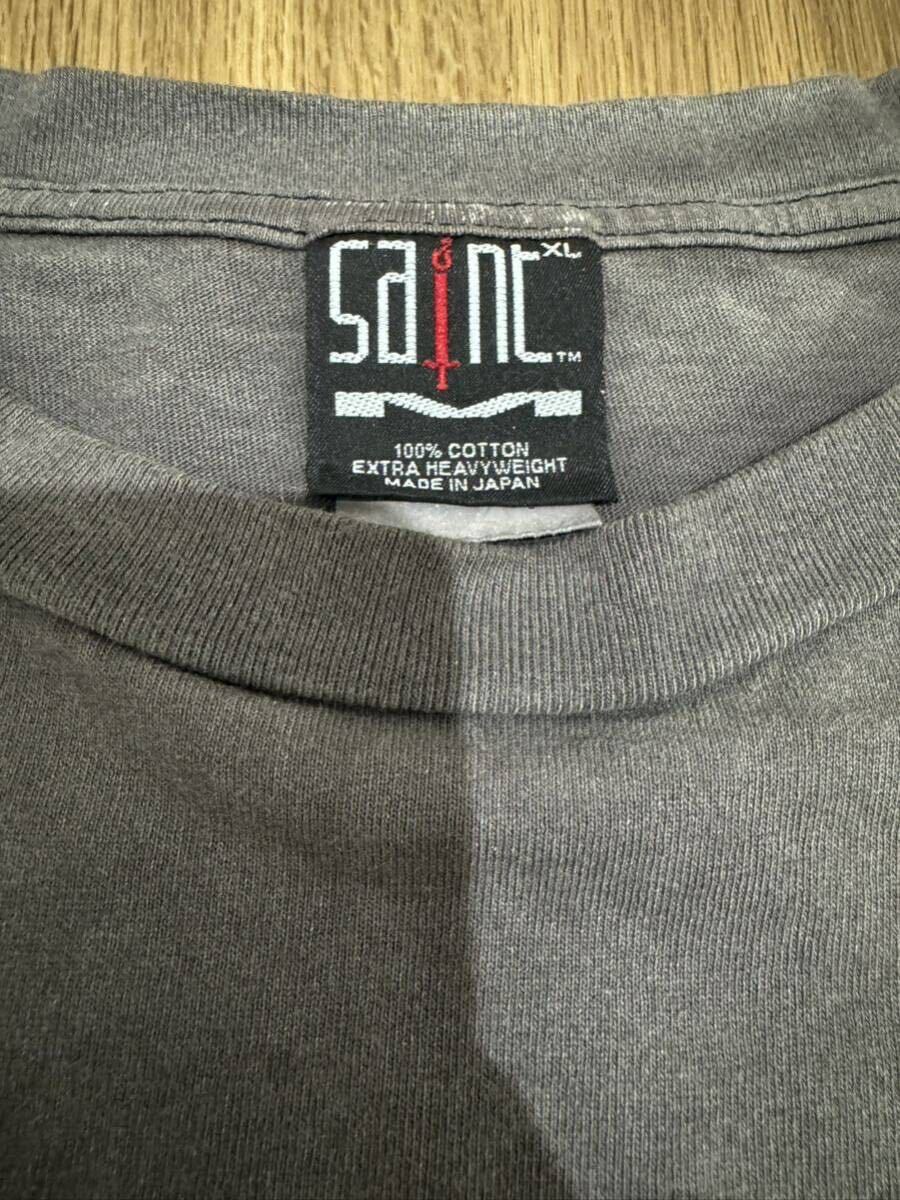 saint XL
TM
100% COTTON
EXTRA HEAVYWEIGHT
MADE IN JAPAN